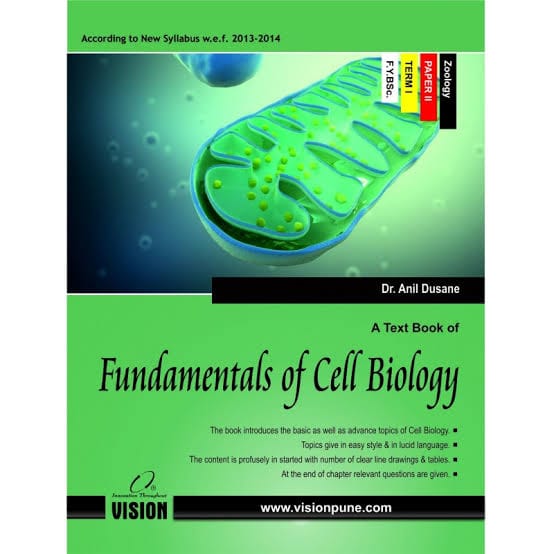 According to New Syllabus w.e.f. 2013-2014
Zoology
PAPER II
TERM I
F.Y.BSc.
Dr. Anil Dusane
A Text Book of
Fundamentals of Cell Biology
The book introduces the basic as well as advance topics of Cell Biology. ■
Topics give in easy style & in lucid language. ■
The content is profusely in started with number of clear line drawings & tables. ■
At the end of chapter relevant questions are given. ■
®
Innovation Throughout
VISION
www.visionpune.com